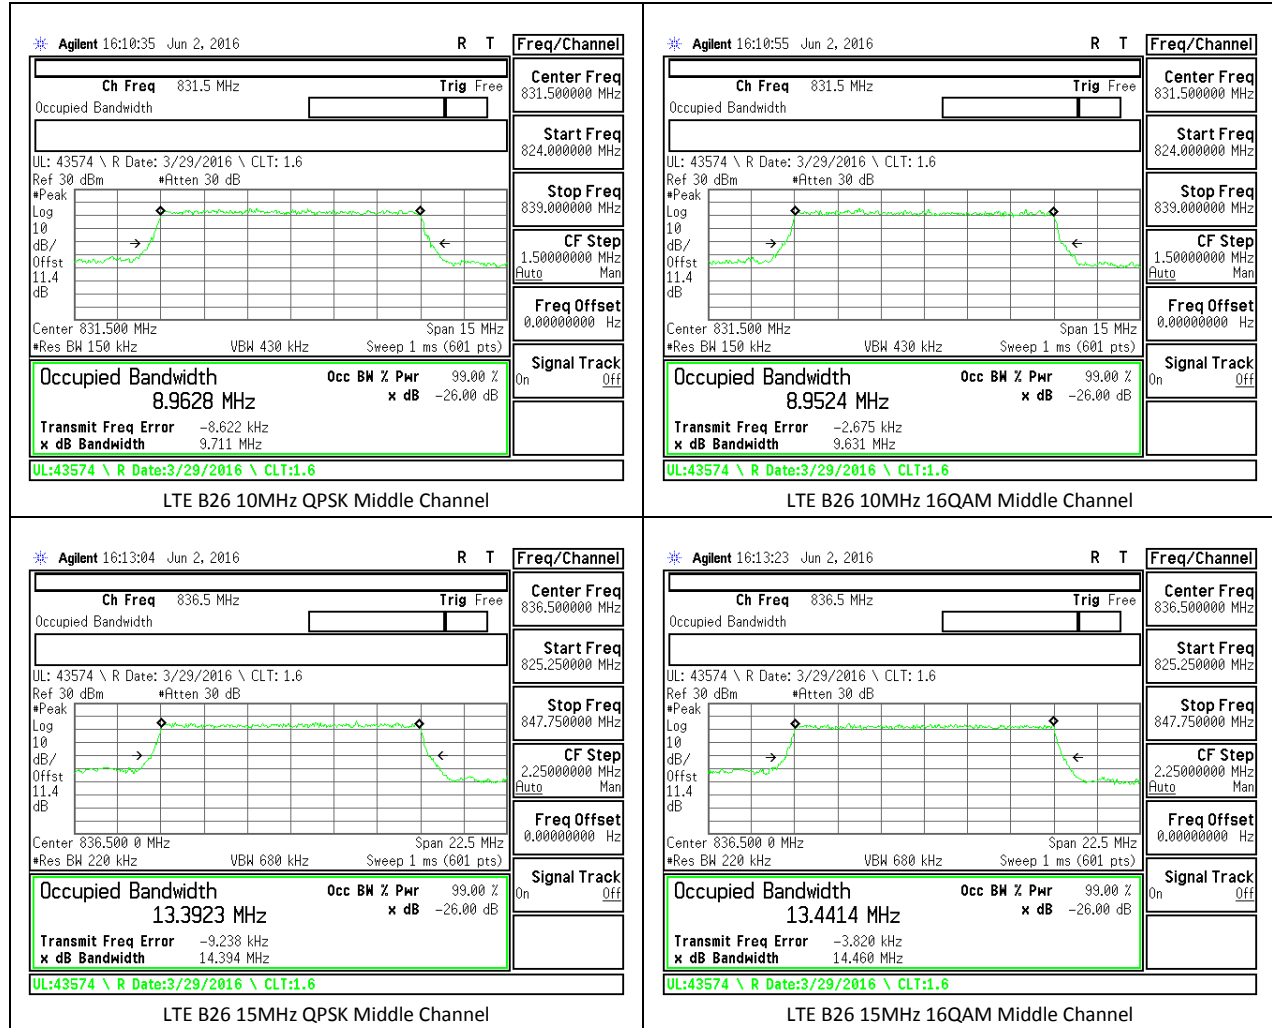 Agilent 16:10:35 Jun 2, 2016 R T Freq/Channel
Ch Freq 831.5 MHz Trig Free
Occupied Bandwidth
Center Freq
831.500000 MHz
Start Freq
824.000000 MHz
UL: 43574 \ R Date: 3/29/2016 \ CLT: 1.6
Ref 30 dBm #Atten 30 dB
#Peak
Log
10
dB/
Offst
11.4
dB
Stop Freq
839.000000 MHz
CF Step
1.50000000 MHz
Auto Man
Freq Offset
0.00000000 Hz
Center 831.500 MHz Span 15 MHz
#Res BW 150 kHz VBW 430 kHz Sweep 1 ms (601 pts)
Signal Track
On Off
Occupied Bandwidth Occ BW % Pwr 99.00 %
8.9628 MHz x dB -26.00 dB
Transmit Freq Error -8.622 kHz
x dB Bandwidth 9.711 MHz
UL:43574 \ R Date:3/29/2016 \ CLT:1.6
LTE B26 10MHz QPSK Middle Channel
Agilent 16:10:55 Jun 2, 2016 R T Freq/Channel
Ch Freq 831.5 MHz Trig Free
Occupied Bandwidth
Center Freq
831.500000 MHz
Start Freq
824.000000 MHz
UL: 43574 \ R Date: 3/29/2016 \ CLT: 1.6
Ref 30 dBm #Atten 30 dB
#Peak
Log
10
dB/
Offst
11.4
dB
Stop Freq
839.000000 MHz
CF Step
1.50000000 MHz
Auto Man
Freq Offset
0.00000000 Hz
Center 831.500 MHz Span 15 MHz
#Res BW 150 kHz VBW 430 kHz Sweep 1 ms (601 pts)
Signal Track
On Off
Occupied Bandwidth Occ BW % Pwr 99.00 %
8.9524 MHz x dB -26.00 dB
Transmit Freq Error -2.675 kHz
x dB Bandwidth 9.631 MHz
UL:43574 \ R Date:3/29/2016 \ CLT:1.6
LTE B26 10MHz 16QAM Middle Channel
Agilent 16:13:04 Jun 2, 2016 R T Freq/Channel
Ch Freq 836.5 MHz Trig Free
Occupied Bandwidth
Center Freq
836.500000 MHz
Start Freq
825.250000 MHz
UL: 43574 \ R Date: 3/29/2016 \ CLT: 1.6
Ref 30 dBm #Atten 30 dB
#Peak
Log
10
dB/
Offst
11.4
dB
Stop Freq
847.750000 MHz
CF Step
2.25000000 MHz
Auto Man
Freq Offset
0.00000000 Hz
Center 836.500 0 MHz Span 22.5 MHz
#Res BW 220 kHz VBW 680 kHz Sweep 1 ms (601 pts)
Signal Track
On Off
Occupied Bandwidth Occ BW % Pwr 99.00 %
13.3923 MHz x dB -26.00 dB
Transmit Freq Error -9.238 kHz
x dB Bandwidth 14.394 MHz
UL:43574 \ R Date:3/29/2016 \ CLT:1.6
LTE B26 15MHz QPSK Middle Channel
Agilent 16:13:23 Jun 2, 2016 R T Freq/Channel
Ch Freq 836.5 MHz Trig Free
Occupied Bandwidth
Center Freq
836.500000 MHz
Start Freq
825.250000 MHz
UL: 43574 \ R Date: 3/29/2016 \ CLT: 1.6
Ref 30 dBm #Atten 30 dB
#Peak
Log
10
dB/
Offst
11.4
dB
Stop Freq
847.750000 MHz
CF Step
2.25000000 MHz
Auto Man
Freq Offset
0.00000000 Hz
Center 836.500 0 MHz Span 22.5 MHz
#Res BW 220 kHz VBW 680 kHz Sweep 1 ms (601 pts)
Signal Track
On Off
Occupied Bandwidth Occ BW % Pwr 99.00 %
13.4414 MHz x dB -26.00 dB
Transmit Freq Error -3.820 kHz
x dB Bandwidth 14.460 MHz
UL:43574 \ R Date:3/29/2016 \ CLT:1.6
LTE B26 15MHz 16QAM Middle Channel